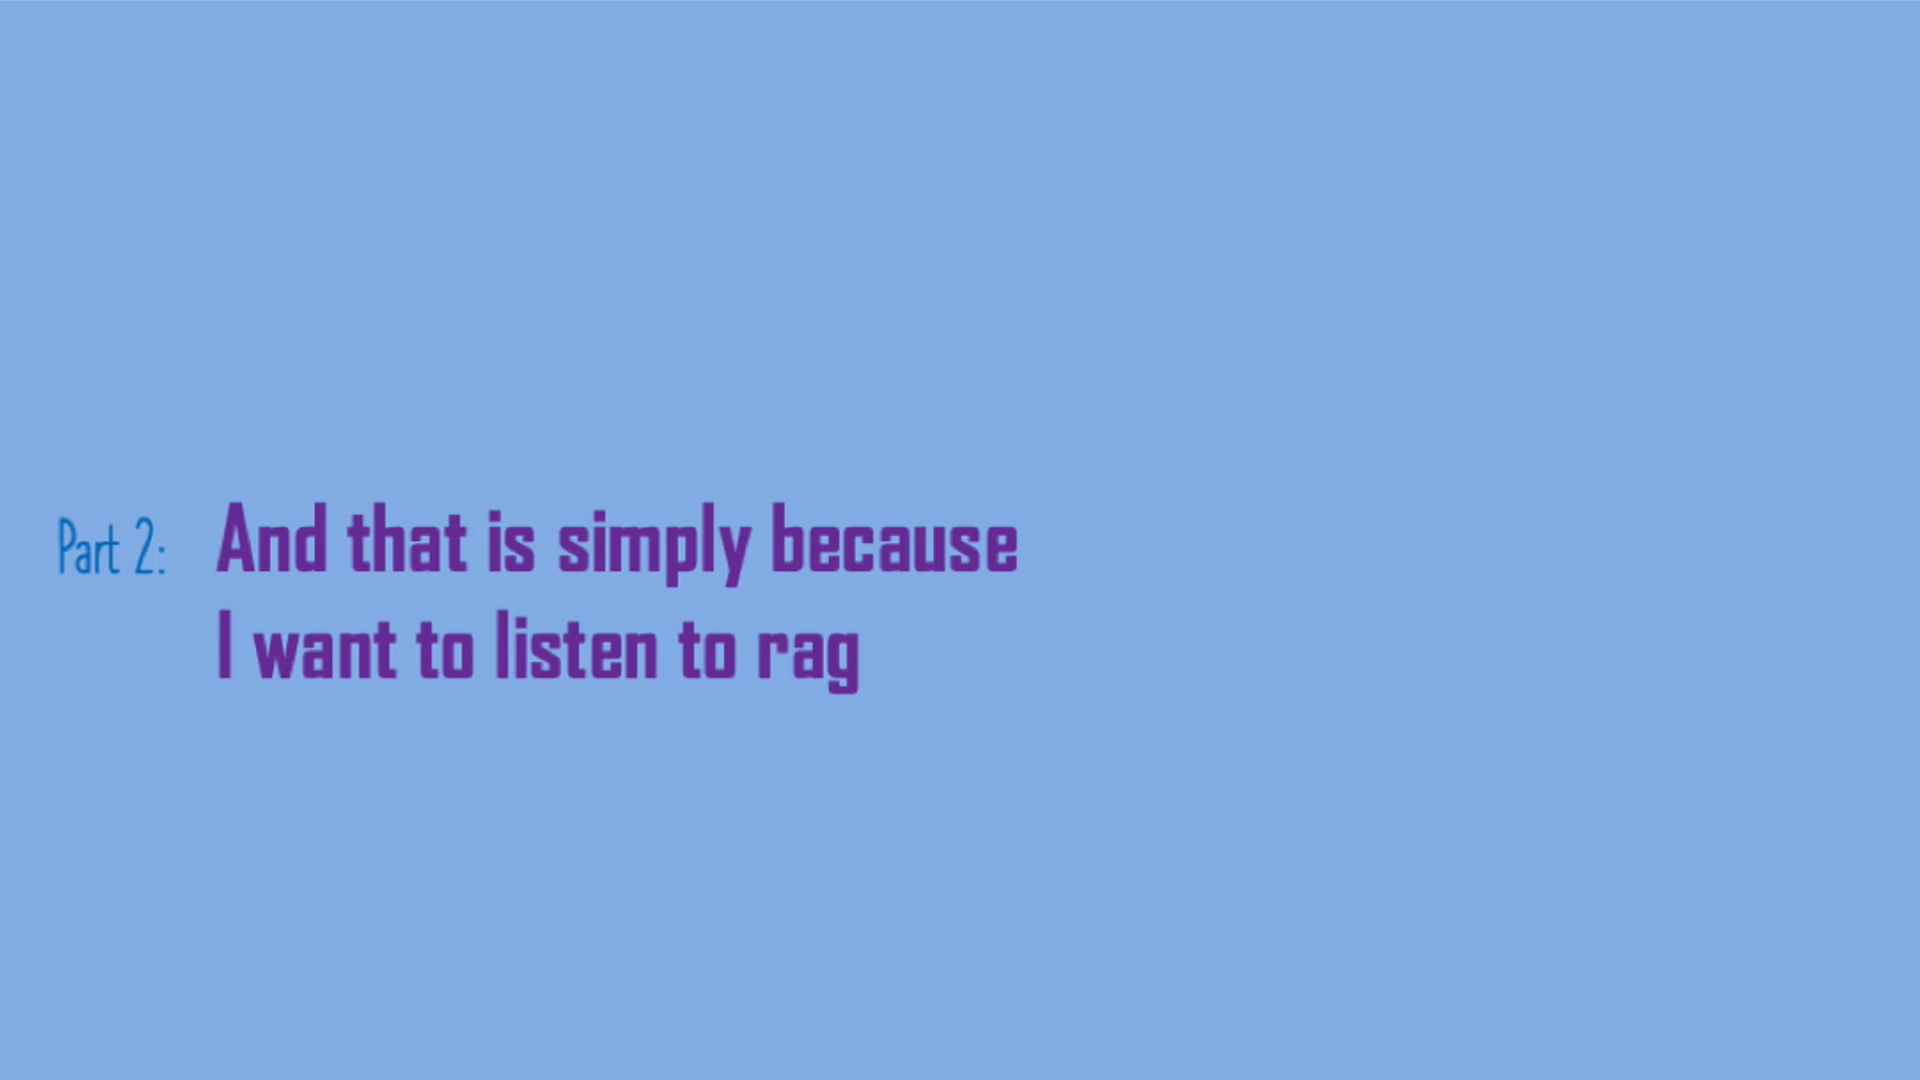 Part 2: And that is simply because
I want to listen to rag